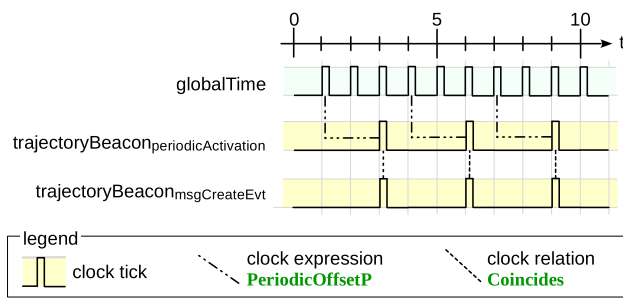 0 5 10
t
globalTime
trajectoryBeaconperiodicActivation
trajectoryBeaconmsgCreateEvt
legend
clock tick
clock expression
PeriodicOffsetP
clock relation
Coincides